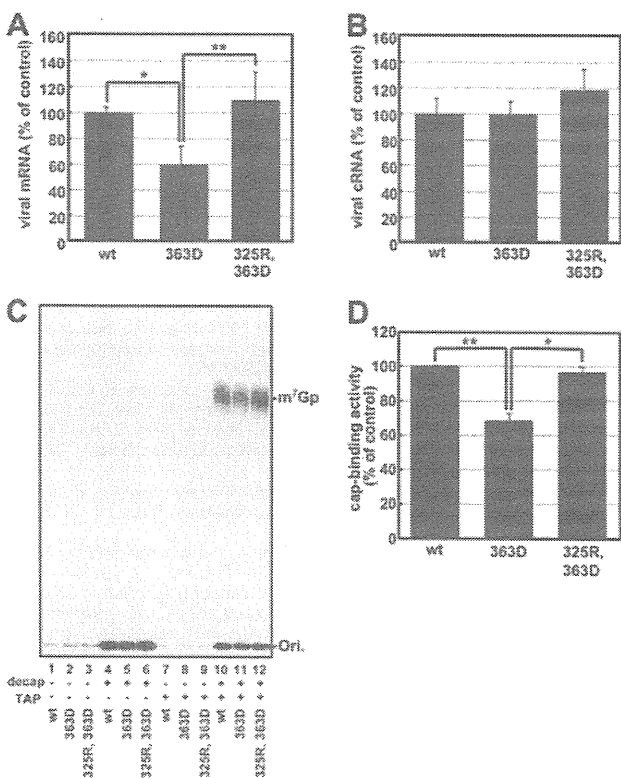 A
viral mRNA (% of control)
160
140
120
100
80
60
40
20
0
*
**
wt
363D
325R,
363D
B
viral cRNA (% of control)
160
140
120
100
80
60
40
20
0
wt
363D
325R,
363D
C
m7Gp
Ori.
1 2 3 4 5 6 7 8 9 10 11 12
decap - - - + + + - - - + + +
TAP - - - - - - + + + + + +
wt
363D
325R, 363D
wt
363D
325R, 363D
wt
363D
325R, 363D
wt
363D
325R, 363D
D
cap-binding activity
(% of control)
120
100
80
60
40
20
0
**
*
wt
363D
325R,
363D